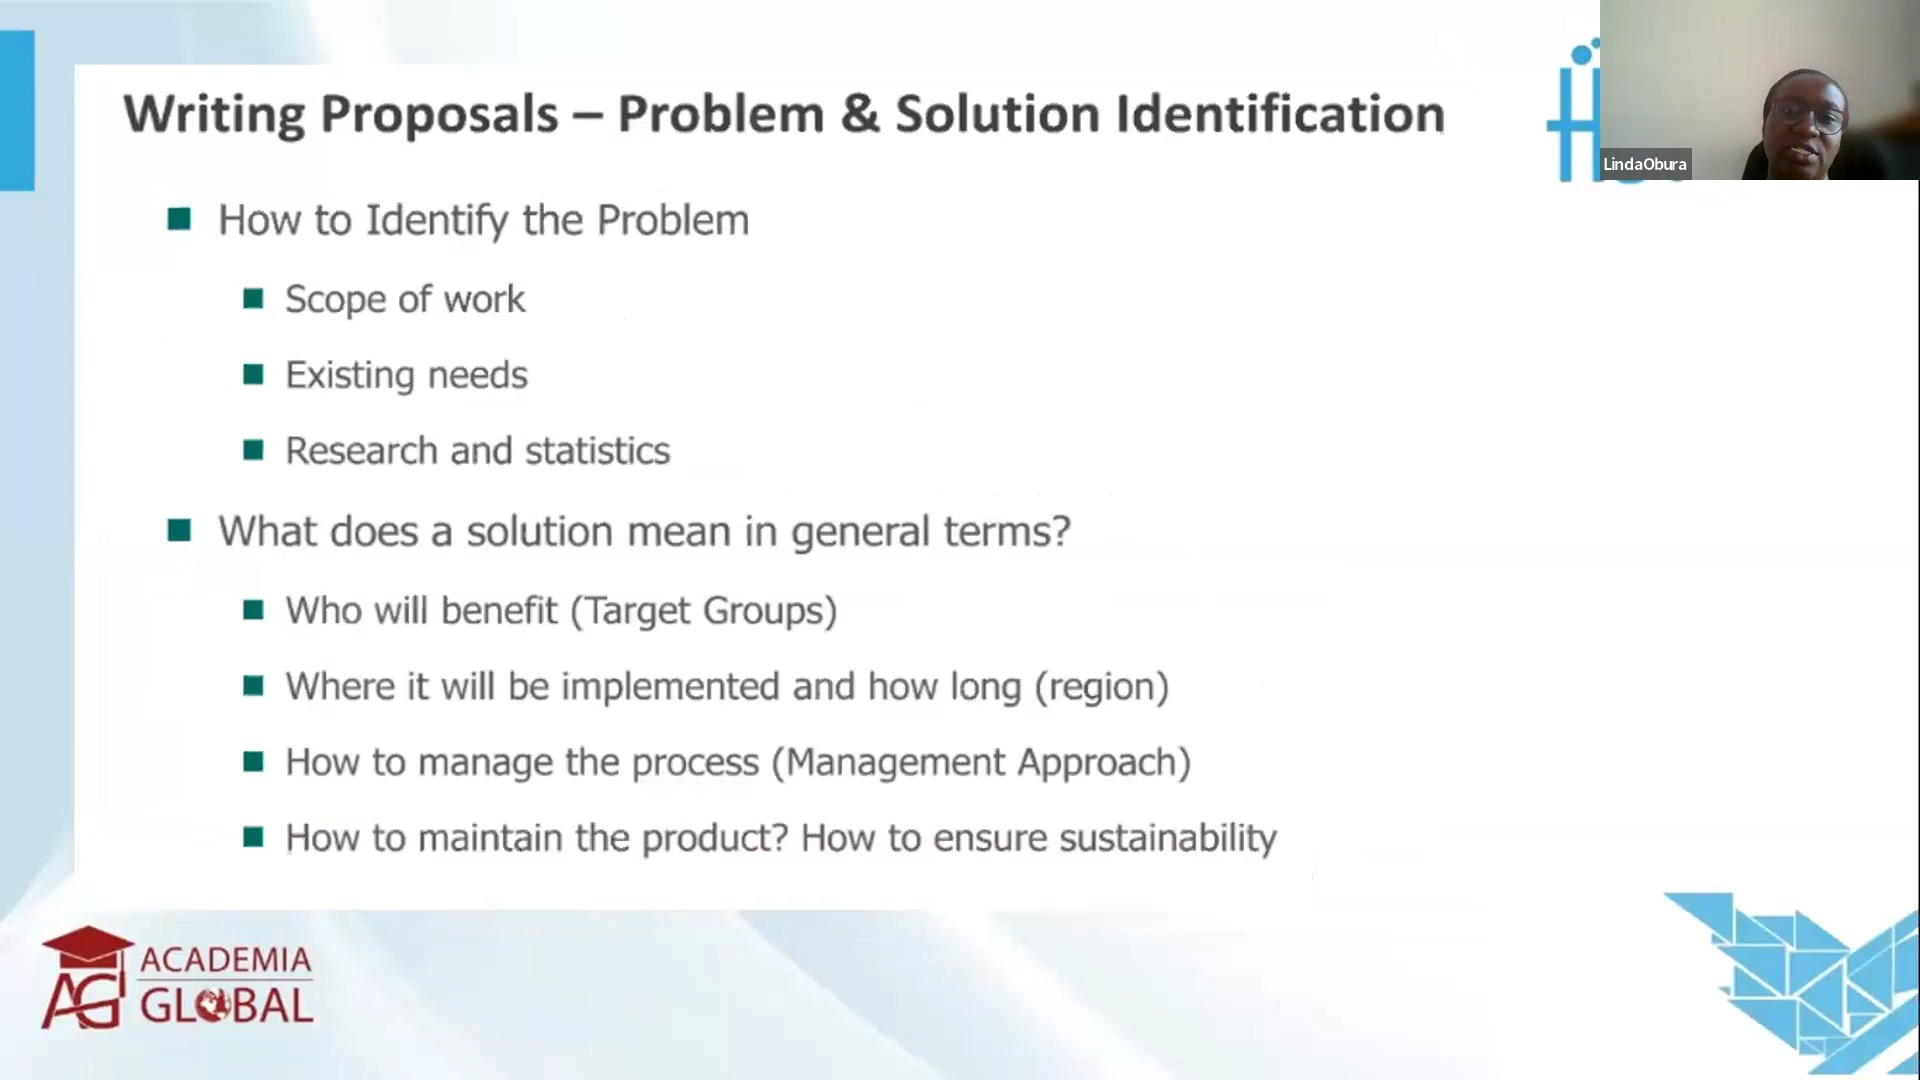 Writing Proposals – Problem & Solution Identification
LindaObura
How to Identify the Problem
Scope of work
Existing needs
Research and statistics
What does a solution mean in general terms?
Who will benefit (Target Groups)
Where it will be implemented and how long (region)
How to manage the process (Management Approach)
How to maintain the product? How to ensure sustainability
AG
ACADEMIA
GLOBAL